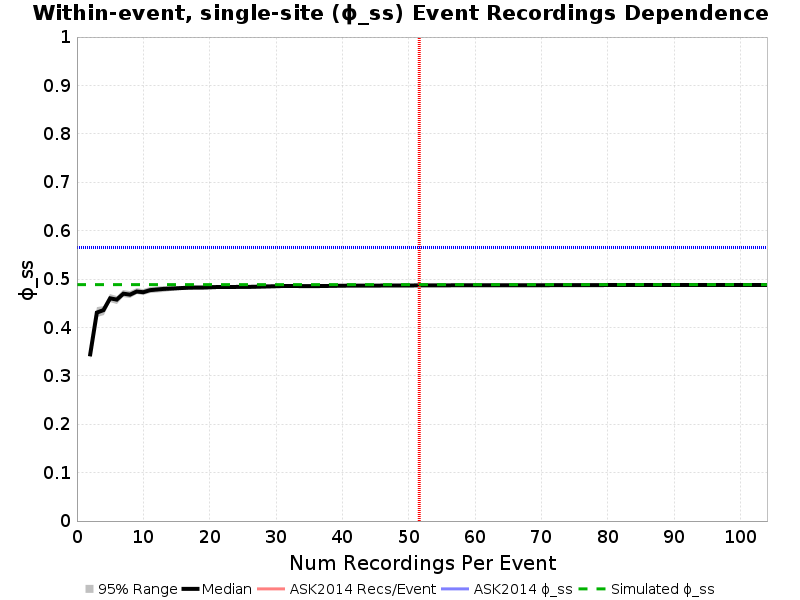 Within-event, single-site (ϕ_ss) Event Recordings Dependence
1
0.9
0.8
0.7
0.6
0.5
0.4
0.3
0.2
0.1
0
ϕ_ss
0 10 20 30 40 50 60 70 80 90 100
Num Recordings Per Event
95% Range Median ASK2014 Recs/Event ASK2014 ϕ_ss Simulated ϕ_ss